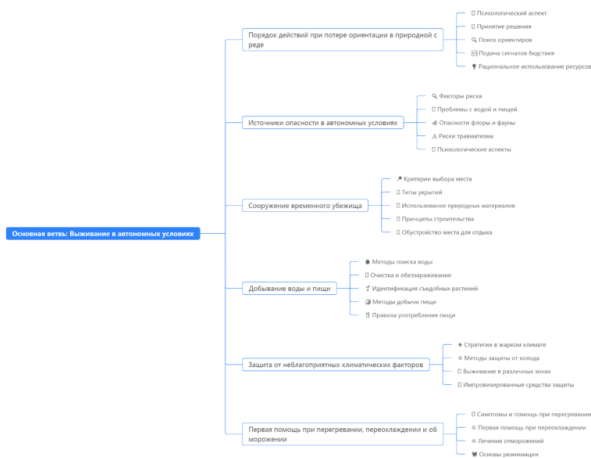 Порядок действий при потере ориентации в природной с
реде
Психологический аспект
Принятие решения
Поиск ориентиров
Подачи сигналов бедствия
Рациональное использование ресурсов
Источники опасности в автономных условиях
Факторы риска
Проблемы с водой и пищей
Опасности флоры и фауны
Риски травматизма
Психологические аспекты
Основная ветвь: Выживание в автономных условиях
Сооружение временного убежища
Критерии выбора места
Типы укрытий
Использование природных материалов
Принципы строительства
Обустройство места для отдыха
Добывание воды и пищи
Методы поиска воды
Очистка и обеззараживание
Идентификация съедобных растений
Методы добычи пищи
Правила употребления пищи
Защита от неблагоприятных климатических факторов
Стратегии в жарком климате
Методы защиты от холода
Выживание в различных зонах
Импровизированные средства защиты
Первая помощь при перегревании, переохлаждении и об
морожении
Симптомы и помощь при перегревании
Первая помощь при переохлаждении
Лечение отморожений
Основы реанимации